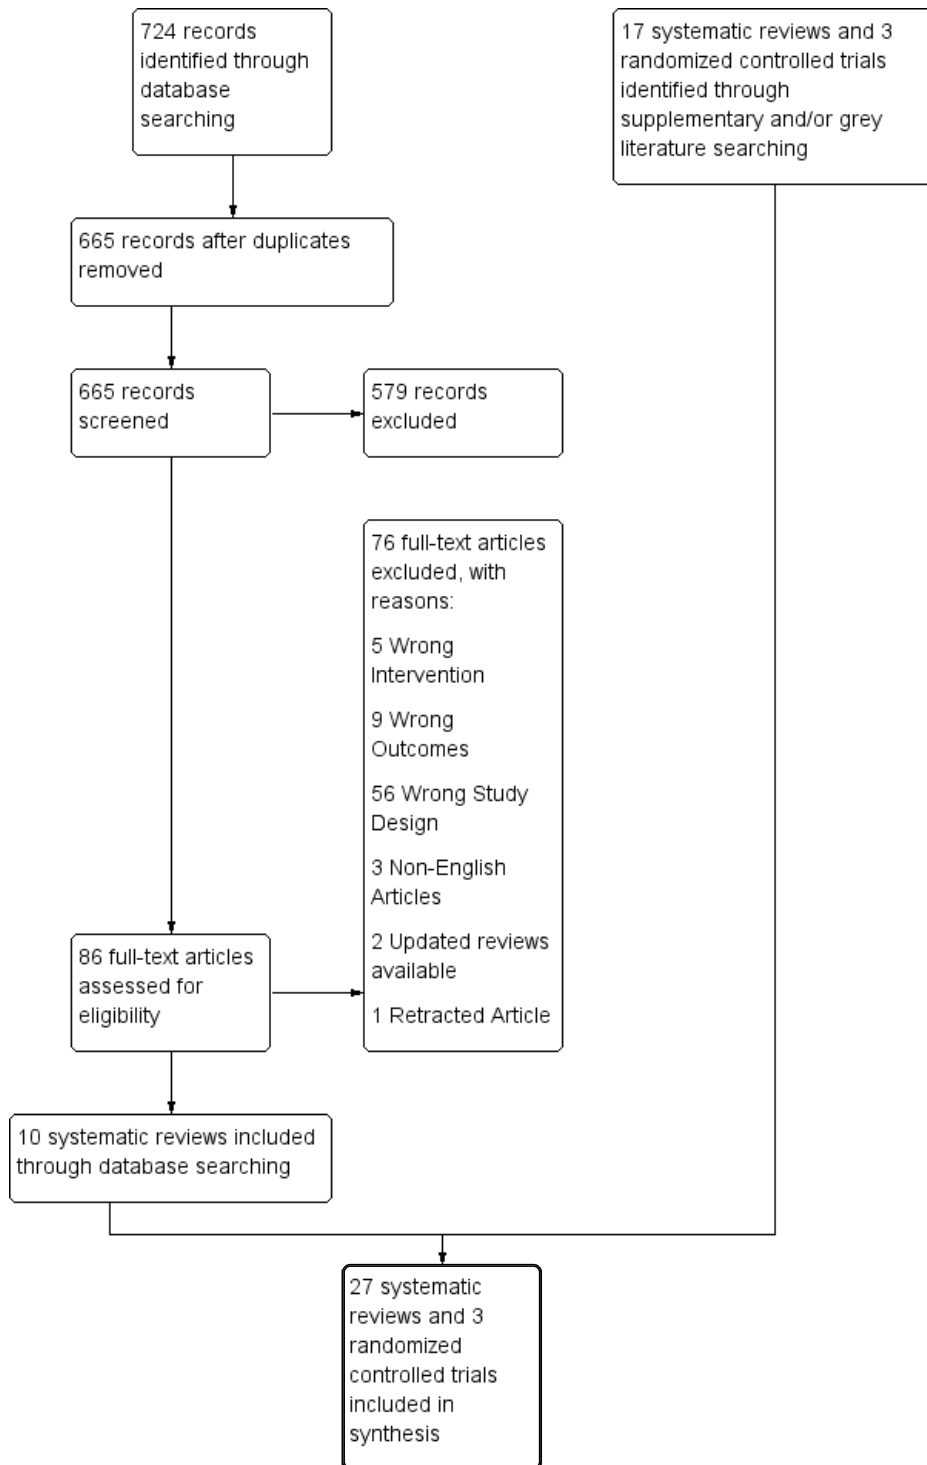 724 records
identified through
database
searching
17 systematic reviews and 3
randomized controlled trials
identified through
supplementary and/or grey
literature searching
665 records after duplicates
removed
665 records
screened
579 records
excluded
76 full-text articles
excluded, with
reasons:
5 Wrong
Intervention
9 Wrong
Outcomes
56 Wrong Study
Design
3 Non-English
Articles
2 Updated reviews
available
1 Retracted Article
86 full-text articles
assessed for
eligibility
10 systematic reviews included
through database searching
27 systematic
reviews and 3
randomized
controlled trials
included in
synthesis